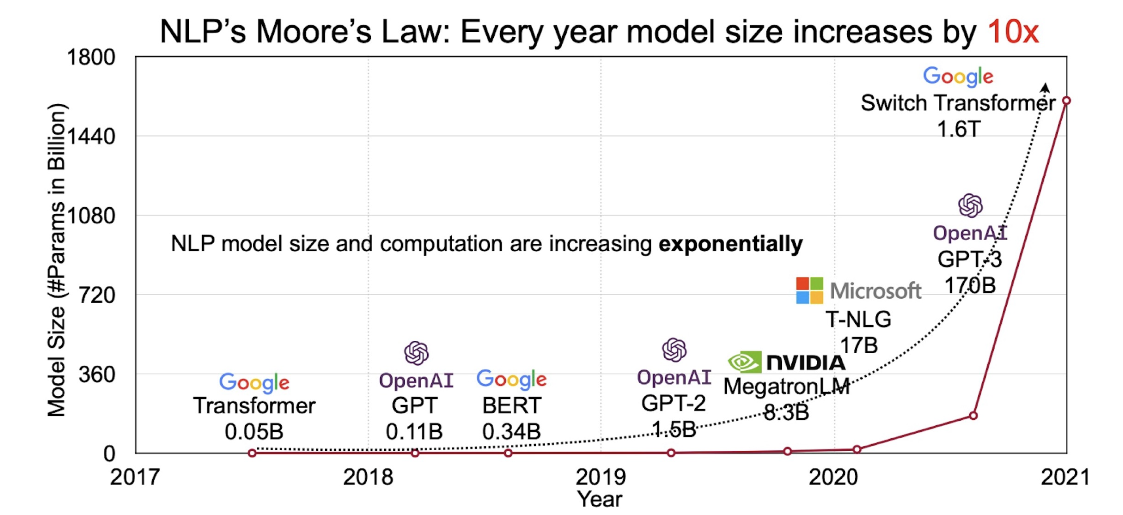 NLP's Moore's Law: Every year model size increases by 10x
Model Size (#Params in Billion)
1800
1440
1080
720
360
0
Google
Switch Transformer
1.6T
NLP model size and computation are increasing exponentially
OpenAI
GPT-3
170B
Microsoft
T-NLG
17B
NVIDIA
MegatronLM
8.3B
OpenAI
GPT-2
1.5B
Google
BERT
0.34B
OpenAI
GPT
0.11B
Google
Transformer
0.05B
2017
2018
2019
2020
2021
Year